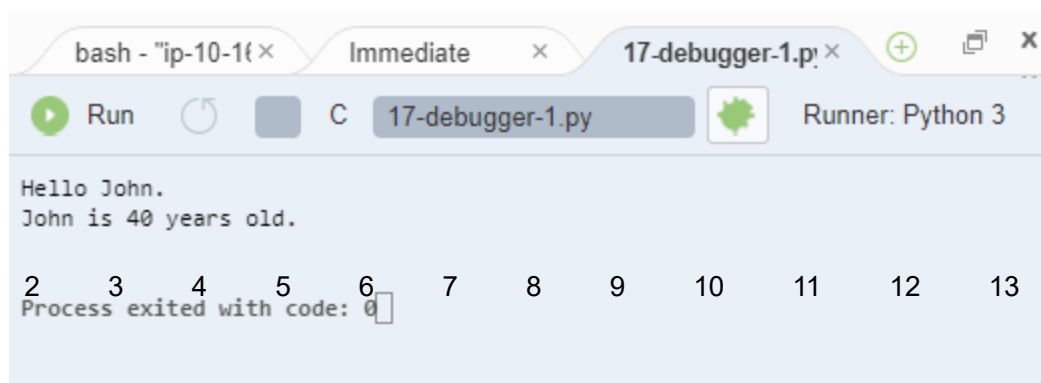 bash - "ip-10-16 × Immediate × 17-debugger-1.py ×
Run C 17-debugger-1.py Runner: Python 3
Hello John.
John is 40 years old.
2 3 4 5 6 7 8 9 10 11 12 13
Process exited with code: 0